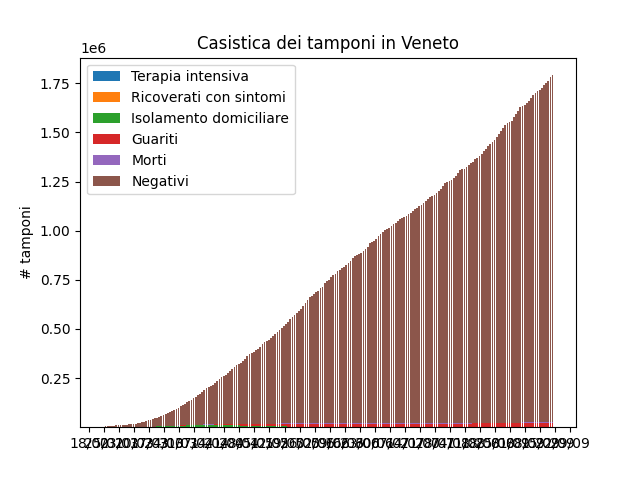 Casistica dei tamponi in Veneto
1e6
Terapia intensiva
Ricoverati con sintomi
Isolamento domiciliare
Guariti
Morti
Negativi
# tamponi
1.75
1.50
1.25
1.00
0.75
0.50
0.25